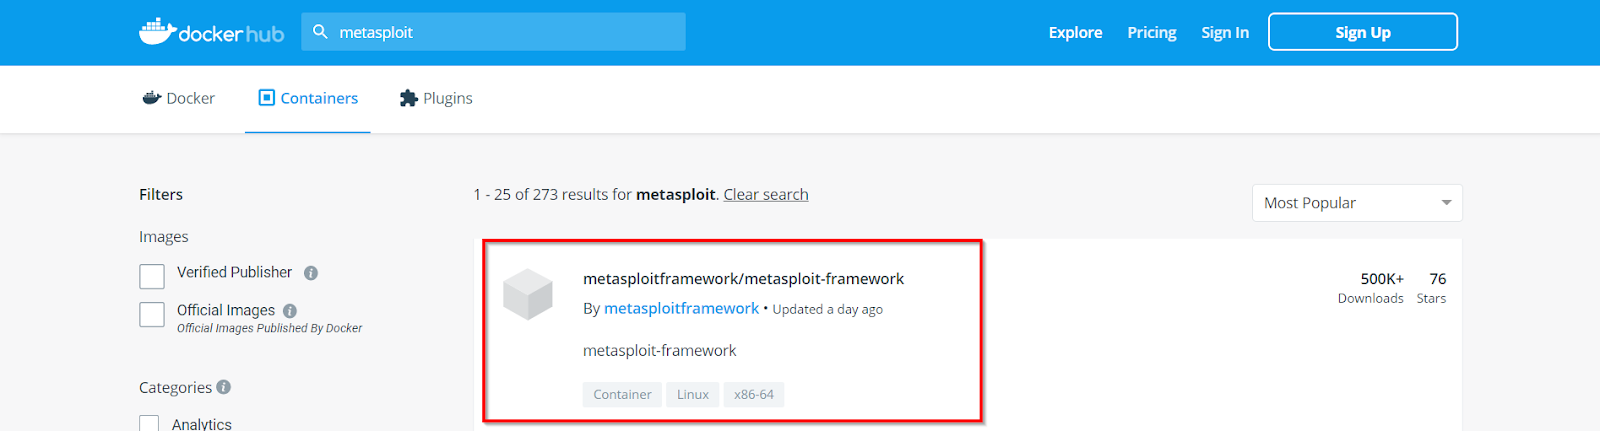 dockerhub
metasploit
Explore
Pricing
Sign In
Sign Up
Docker
Containers
Plugins
Filters
Images
Verified Publisher i
Official Images i
Official Images Published By Docker
Categories i
Analytics
1 - 25 of 273 results for metasploit. Clear search
Most Popular
metasploitframework/metasploit-framework
By metasploitframework • Updated a day ago
metasploit-framework
Container
Linux
x86-64
500K+
Downloads
76
Stars